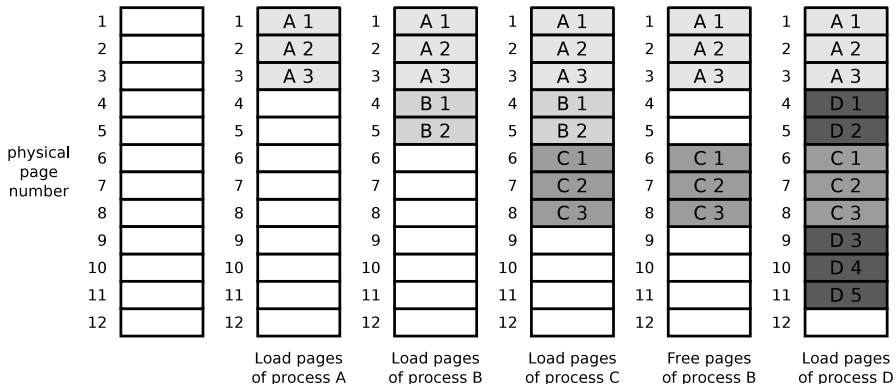 1 1 A 1 1 A 1 1 A 1 1 A 1 1 A 1
2 2 A 2 2 A 2 2 A 2 2 A 2 2 A 2
3 3 A 3 3 A 3 3 A 3 3 A 3 3 A 3
4 4 4 B 1 4 B 1 4 4 D 1
5 5 5 B 2 5 B 2 5 5 D 2
physical
page
number
6 6 6 6 C 1 6 C 1 6 C 1
7 7 7 7 C 2 7 C 2 7 C 2
8 8 8 8 C 3 8 C 3 8 C 3
9 9 9 9 9 9 D 3
10 10 10 10 10 10 D 4
11 11 11 11 11 11 D 5
12 12 12 12 12 12
Load pages
of process A
Load pages
of process B
Load pages
of process C
Free pages
of process B
Load pages
of process D